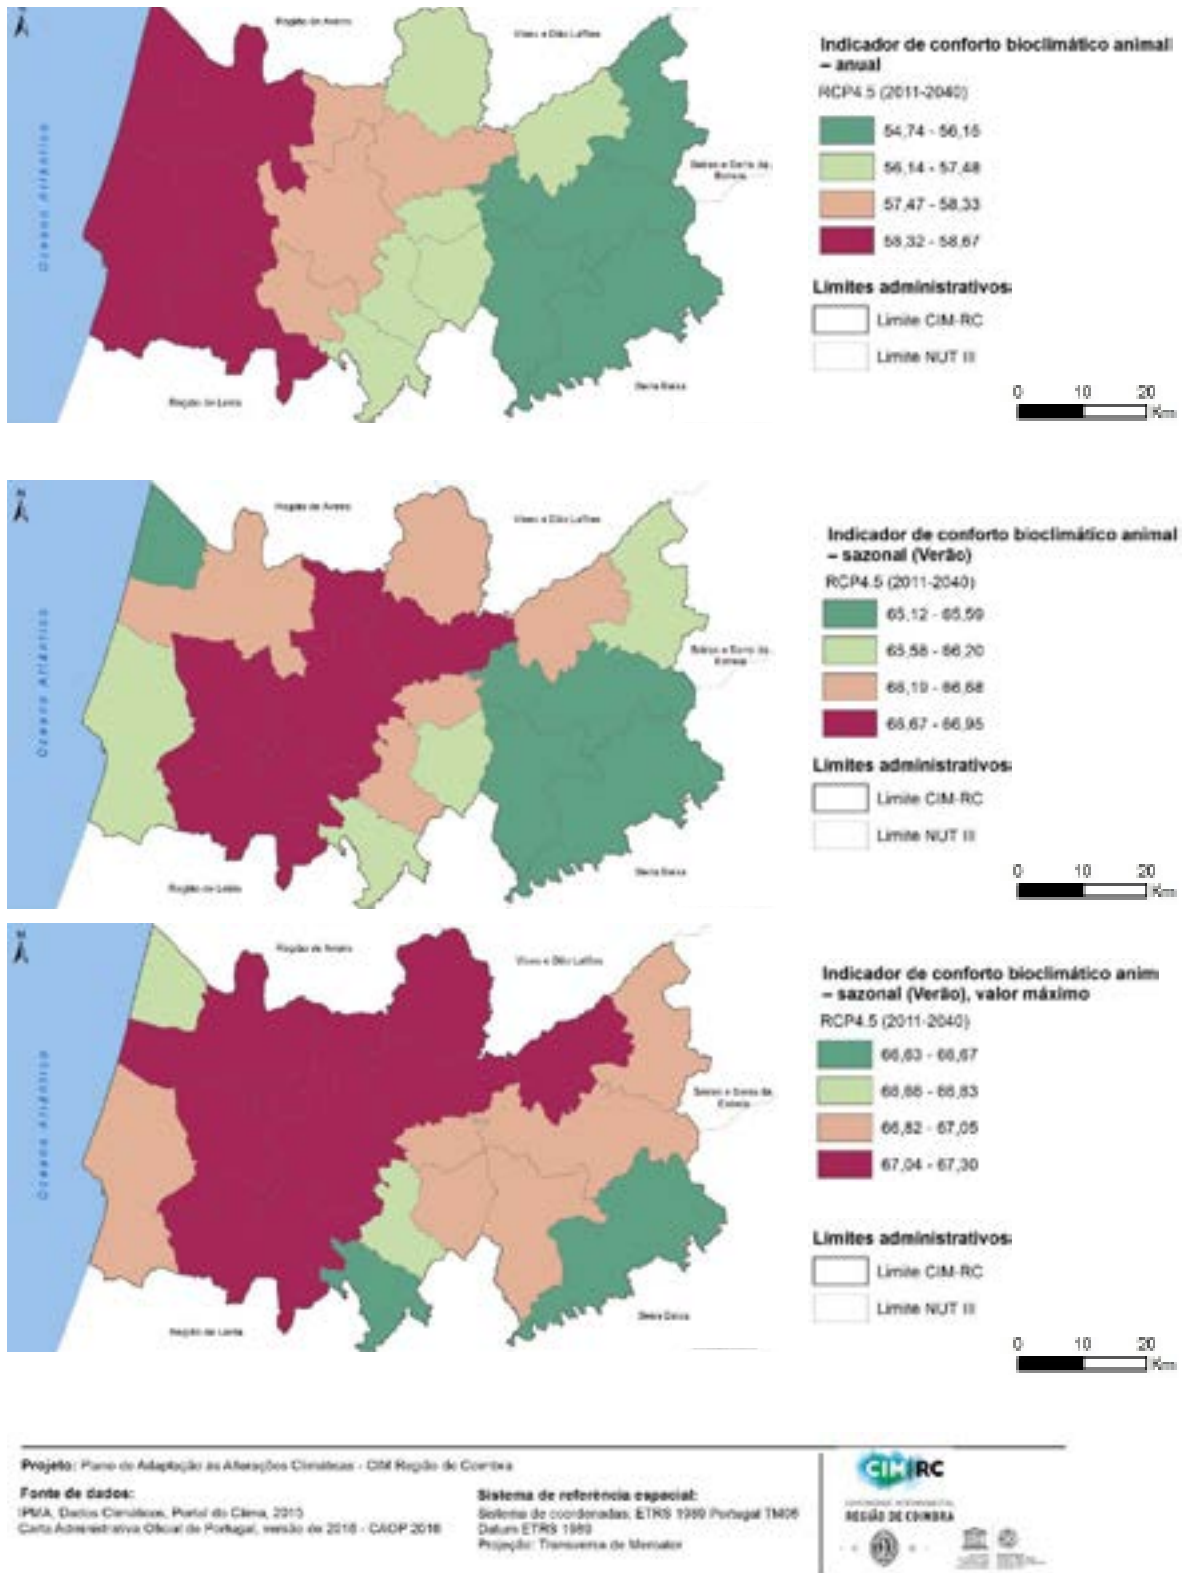 N
Região de Aveiro
Viseu e Dão Lafões
Oceano Atlântico
Região de Leiria
Beira Baixa
Indicador de conforto bioclimático animal
– anual
RCP4.5 (2011-2040)
54,74 - 56,15
56,14 - 57,48
57,47 - 58,33
58,32 - 58,67
Limites administrativos
Limite CIM-RC
Limite NUT III
0 10 20
Km
N
Região de Aveiro
Viseu e Dão Lafões
Oceano Atlântico
Região de Leiria
Beira Baixa
Indicador de conforto bioclimático animal
– sazonal (Verão)
RCP4.5 (2011-2040)
65,12 - 65,59
65,58 - 66,20
66,19 - 66,68
66,67 - 66,95
Limites administrativos
Limite CIM-RC
Limite NUT III
0 10 20
Km
N
Região de Aveiro
Viseu e Dão Lafões
Oceano Atlântico
Região de Leiria
Beira Baixa
Indicador de conforto bioclimático anim
– sazonal (Verão), valor máximo
RCP4.5 (2011-2040)
66,63 - 66,67
66,66 - 66,83
66,82 - 67,05
67,04 - 67,30
Limites administrativos
Limite CIM-RC
Limite NUT III
0 10 20
Km
Projeto: Plano de Adaptação às Alterações Climáticas - CIM Região de Coimbra
Fonte de dados:
IPMA, Dados Climáticos, Portal do Clima, 2015
Carta Administrativa Oficial de Portugal, versão de 2018 - CAOP 2018
Sistema de referência espacial:
Sistema de coordenadas: ETRS 1989 Portugal TM06
Datum ETRS 1989
Projeção: Transversa de Mercator
CIM RC
REGIÃO DE COIMBRA